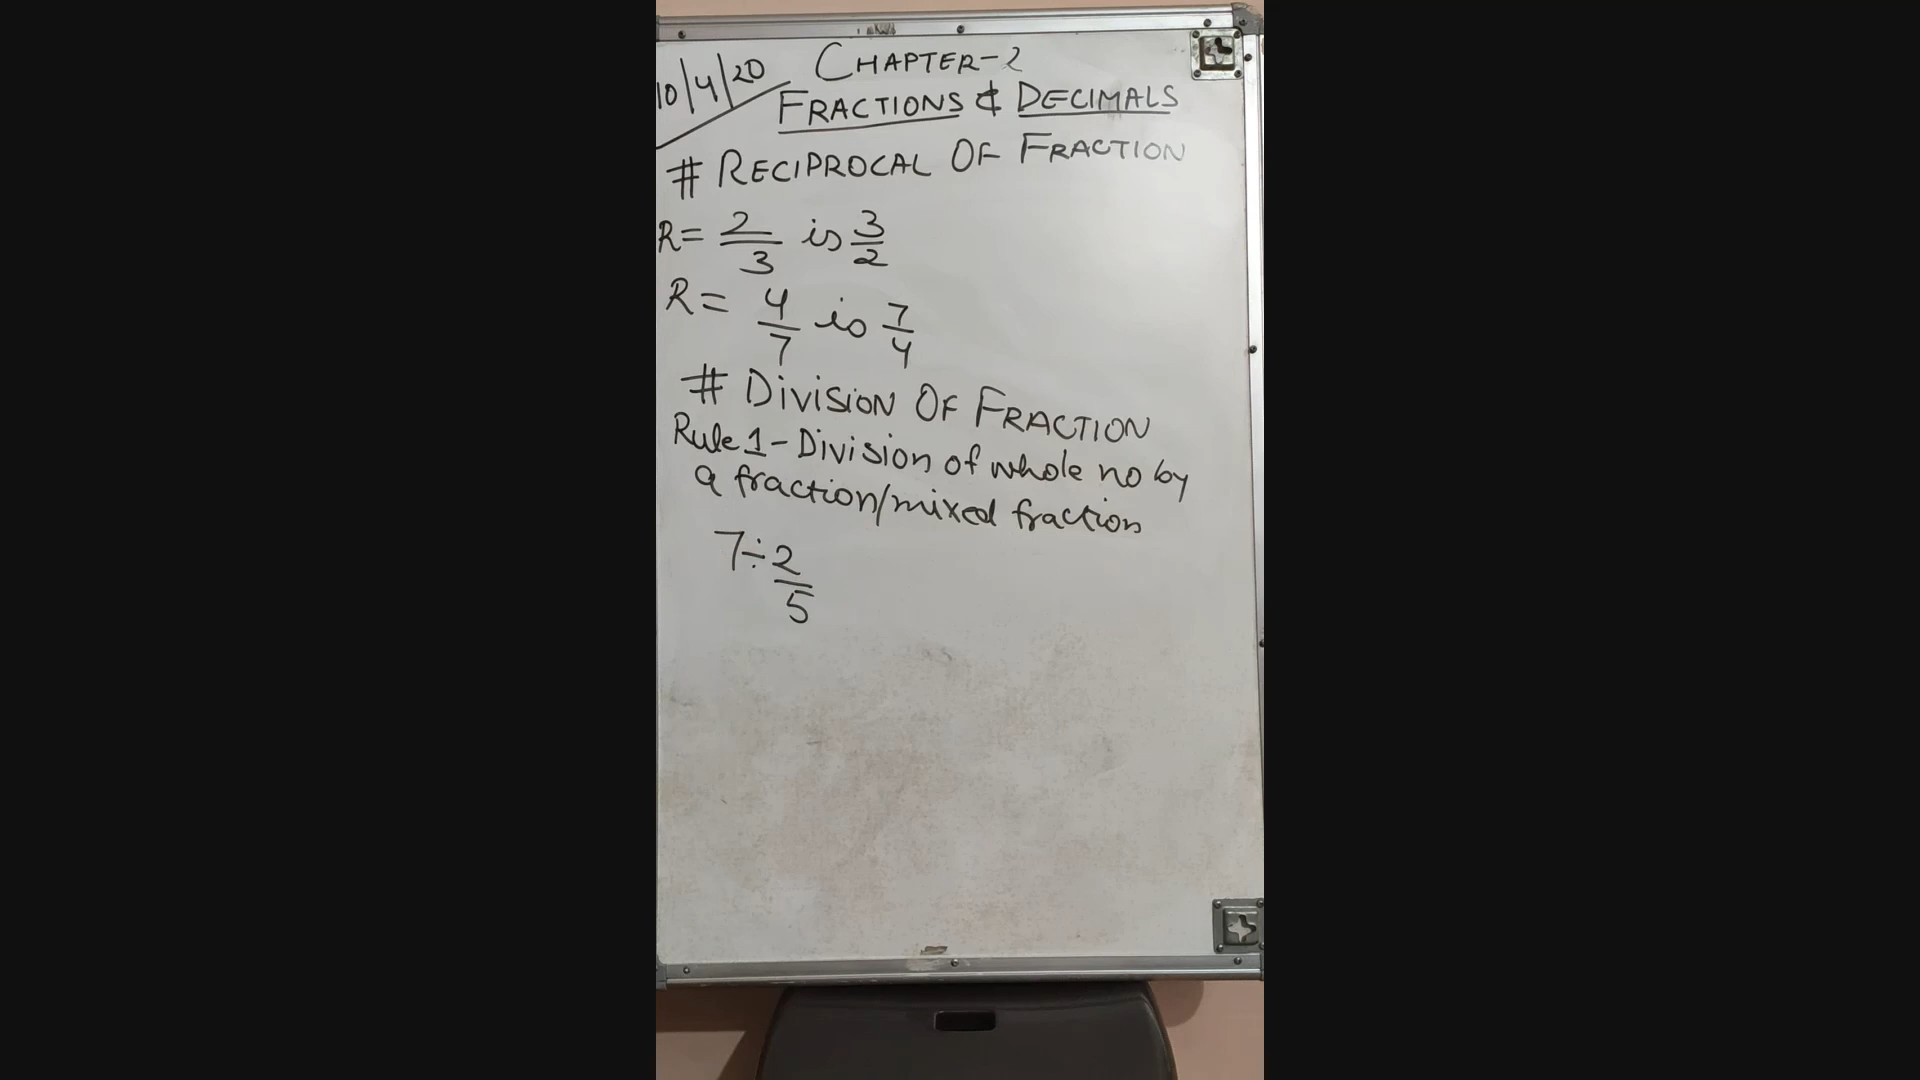 10/4/20 CHAPTER-2
FRACTIONS & DECIMALS
# RECIPROCAL OF FRACTION
R= 2/3 is 3/2
R= 4/7 is 7/4
# DIVISION OF FRACTION
Rule 1 - Division of whole no by
a fraction/mixed fraction
7÷2/5